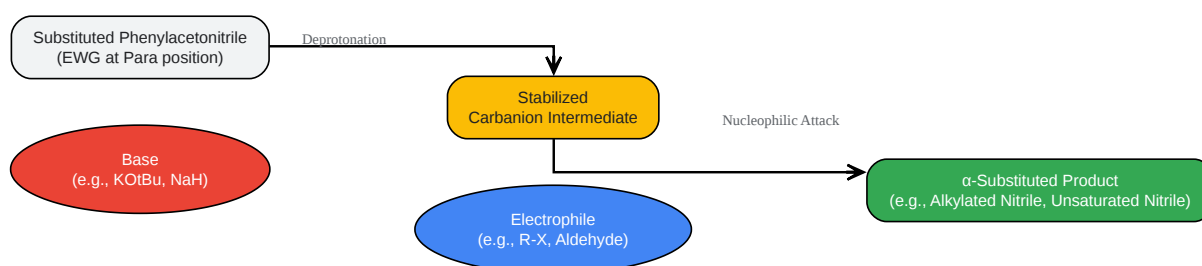 Substituted Phenylacetonitrile
(EWG at Para position)
Deprotonation
Stabilized
Carbanion Intermediate
Nucleophilic Attack
Base
(e.g., KOtBu, NaH)
α-Substituted Product
(e.g., Alkylated Nitrile, Unsaturated Nitrile)
Electrophile
(e.g., R-X, Aldehyde)